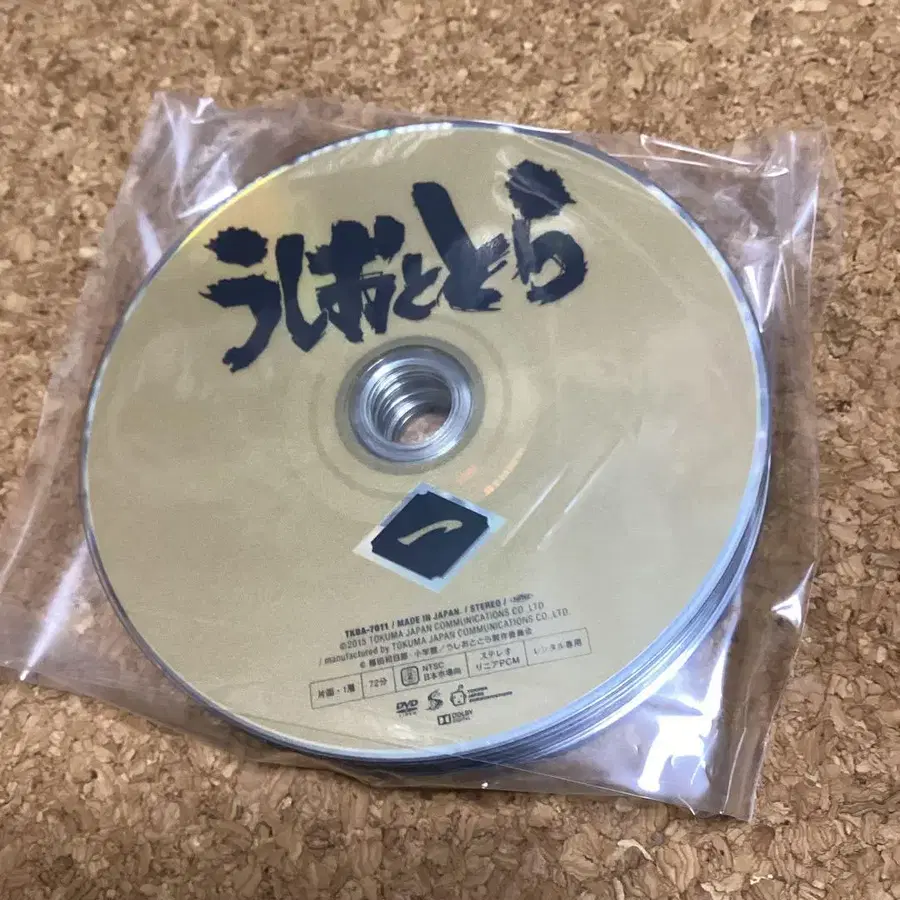 うしおととら
一
TKBA-7011 / MADE IN JAPAN. / STEREO /
©2015 TOKUMA JAPAN COMMUNICATIONS CO.,LTD.
/ manufactured by TOKUMA JAPAN COMMUNICATIONS CO.,LTD.
© 藤田和日郎・小学館／うしおととら製作委員会
片面・1層 72分 2 NTSC 日本市場向 ステレオ リニアPCM レンタル専用
DVD
DOLBY
DIGITAL